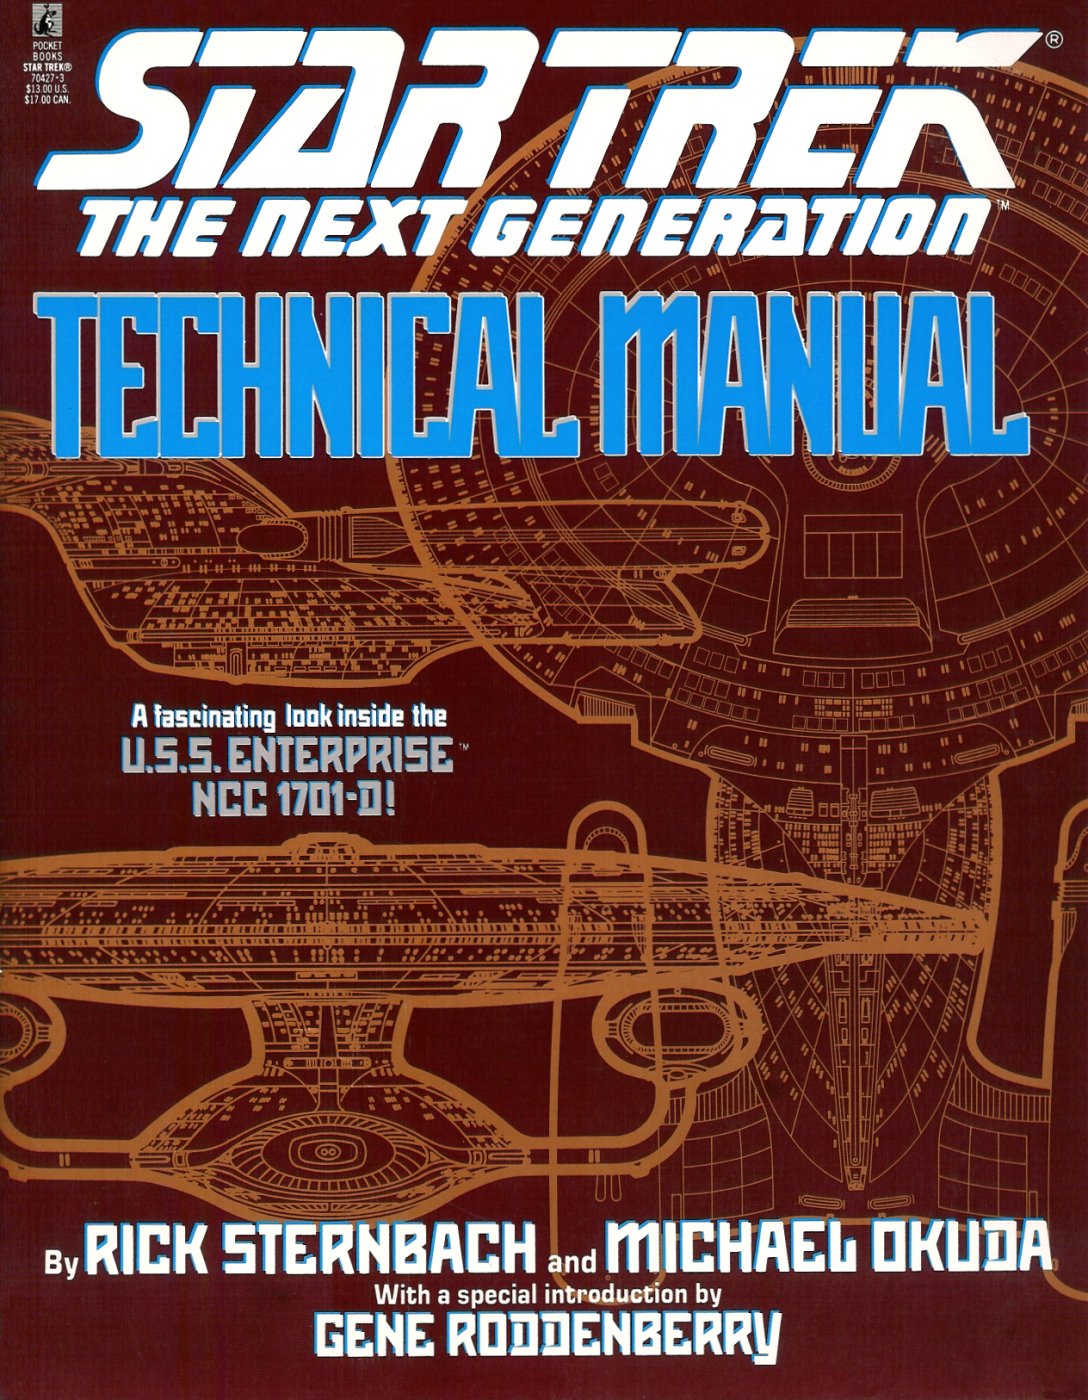 POCKET
BOOKS
STAR TREK®
70427-3
$13.00 U.S.
$17.00 CAN.
STAR TREK®
THE NEXT GENERATION™
TECHNICAL MANUAL
A fascinating look inside the
U.S.S. ENTERPRISE™
NCC 1701-D!
By RICK STERNBACH and MICHAEL OKUDA
With a special introduction by
GENE RODDENBERRY